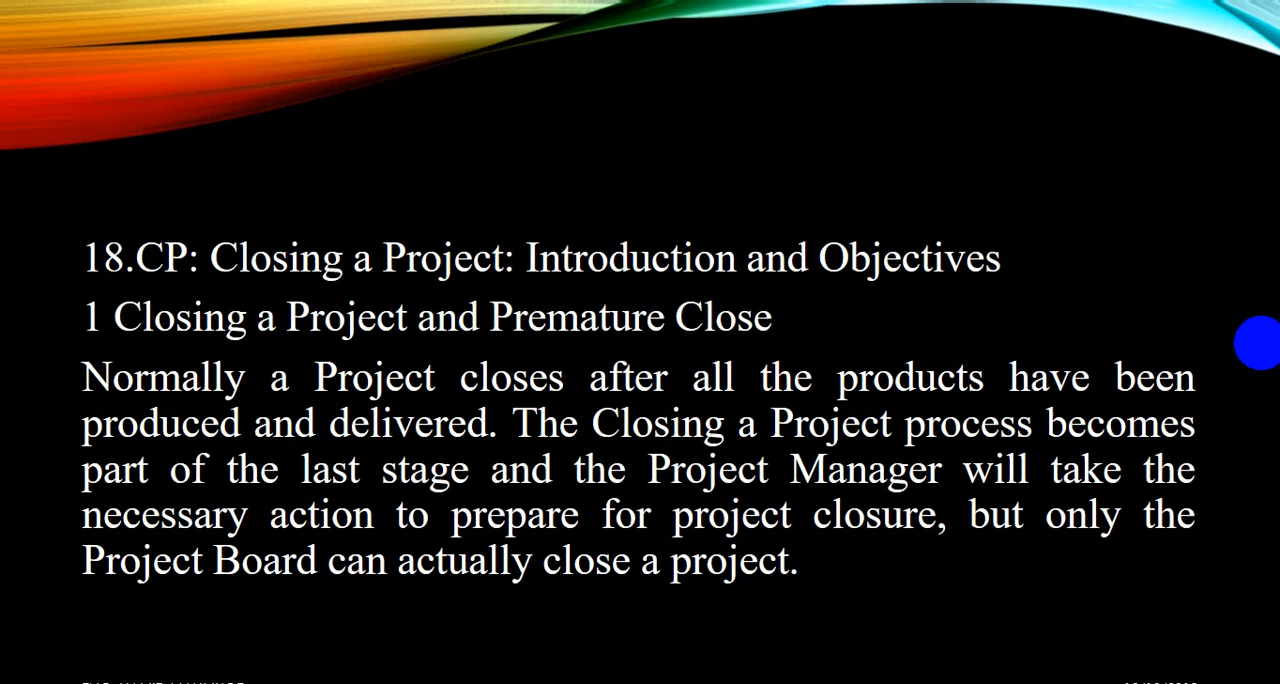 18.CP: Closing a Project: Introduction and Objectives
1 Closing a Project and Premature Close
Normally a Project closes after all the products have been
produced and delivered. The Closing a Project process becomes
part of the last stage and the Project Manager will take the
necessary action to prepare for project closure, but only the
Project Board can actually close a project.